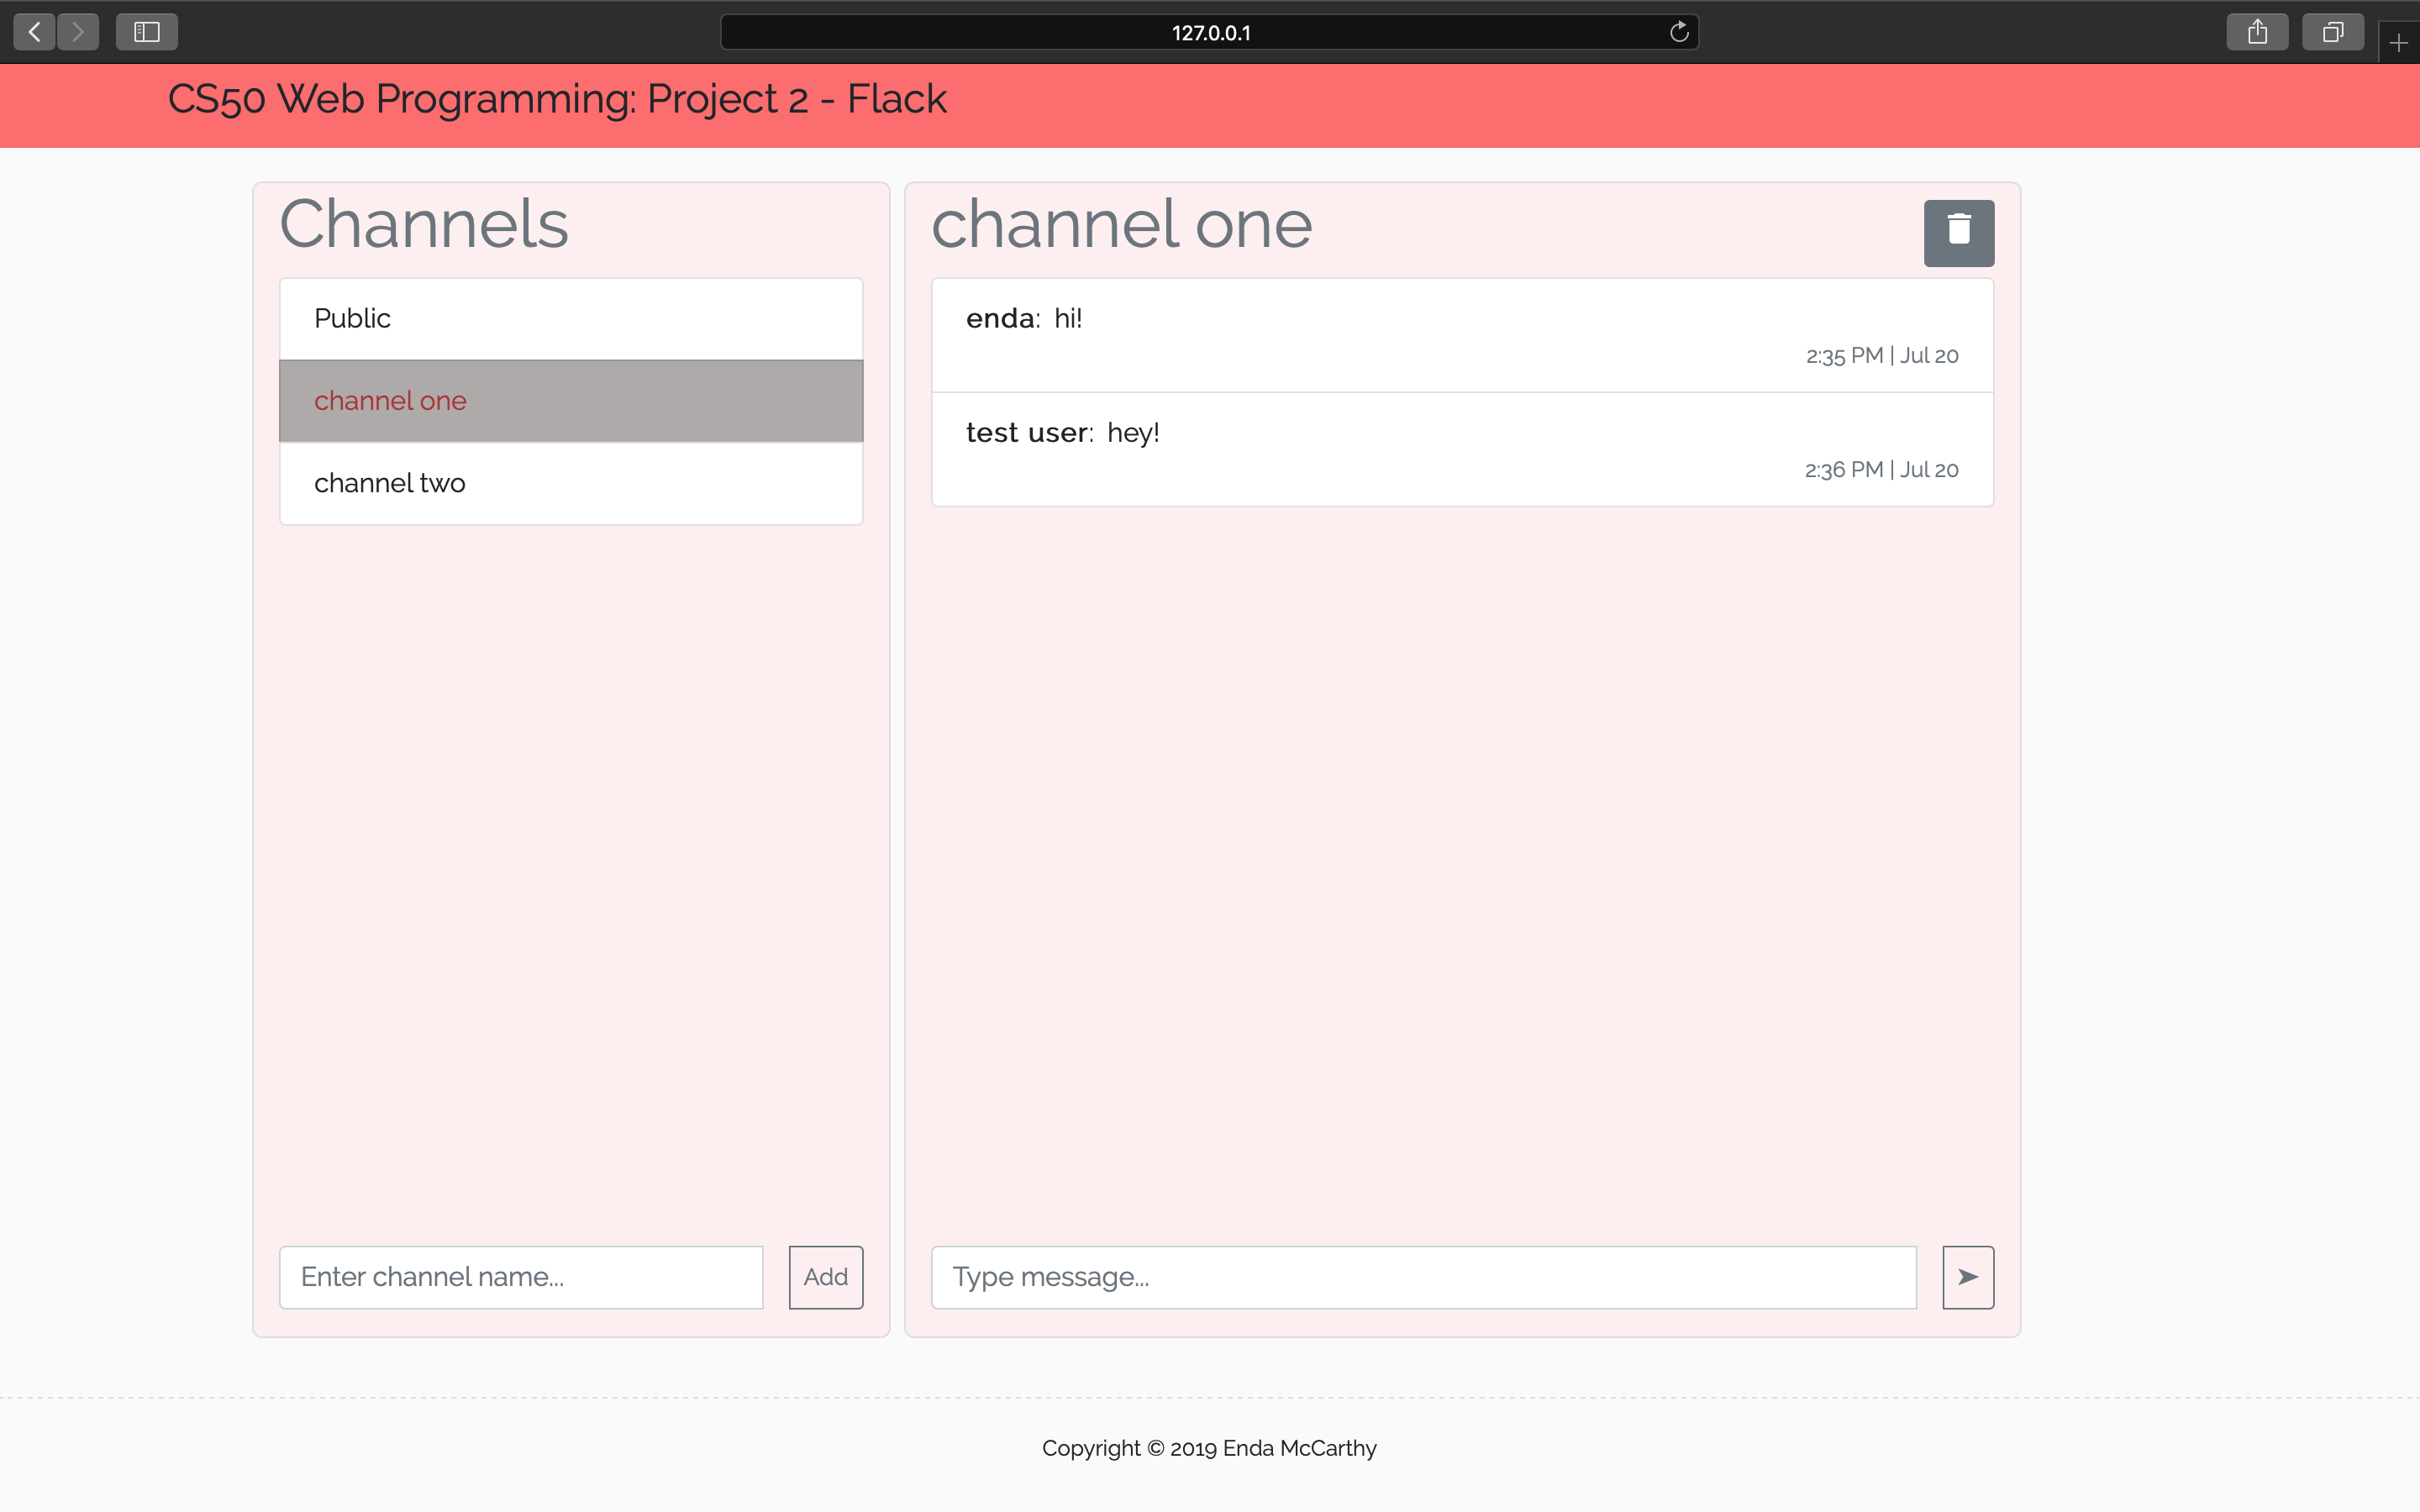 127.0.0.1
CS50 Web Programming: Project 2 - Flack
Channels
Public
channel one
channel two
Enter channel name...
Add
channel one
enda: hi!
2:35 PM | Jul 20
test user: hey!
2:36 PM | Jul 20
Type message...
Copyright © 2019 Enda McCarthy